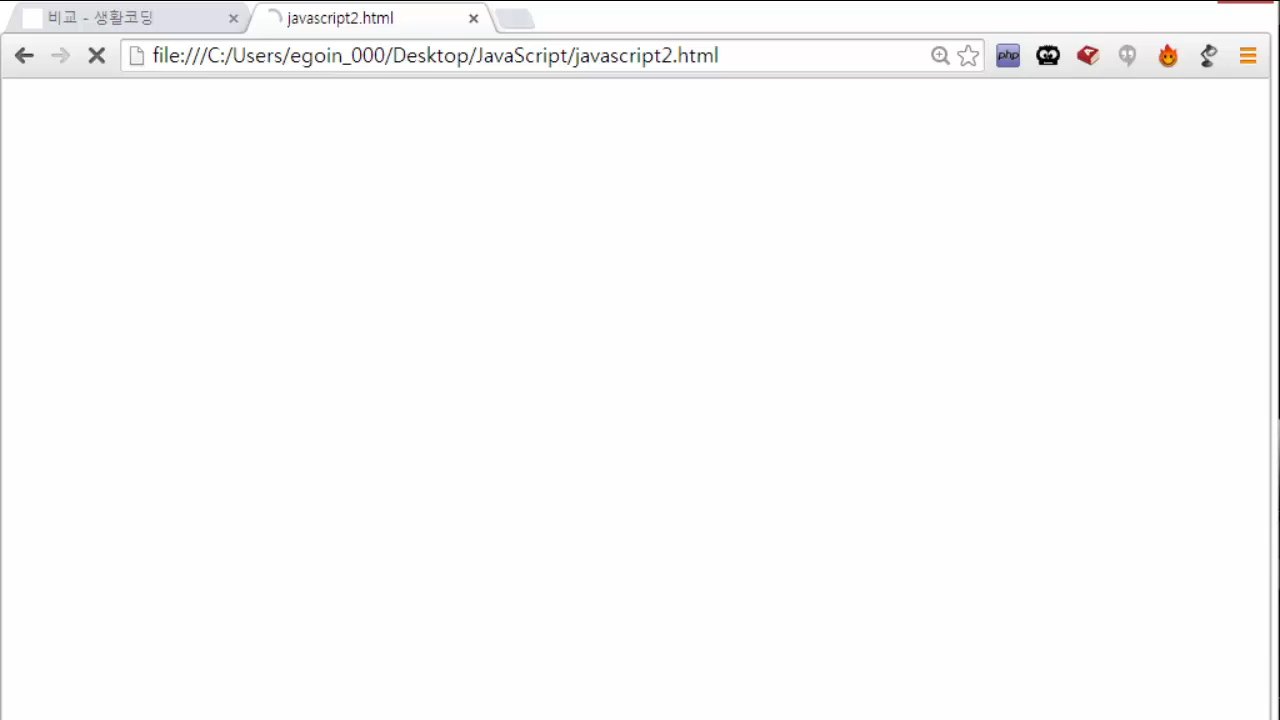 비교 - 생활코딩
javascript2.html
file:///C:/Users/egoin_000/Desktop/JavaScript/javascript2.html
php